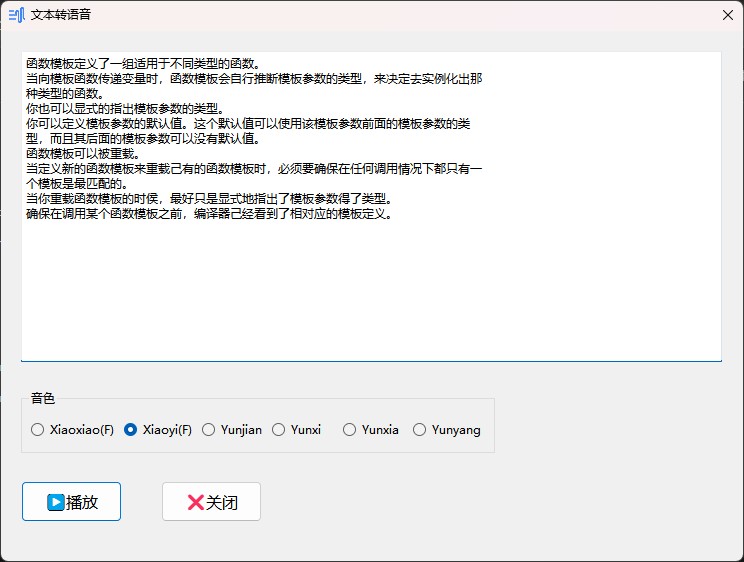 文本转语音
函数模板定义了一组适用于不同类型的函数。
当向模板函数传递变量时，函数模板会自行推断模板参数的类型，来决定去实例化出那
种类型的函数。
你也可以显式的指出模板参数的类型。
你可以定义模板参数的默认值。这个默认值可以使用该模板参数前面的模板参数的类
型，而且其后面的模板参数可以没有默认值。
函数模板可以被重载。
当定义新的函数模板来重载己有的函数模板时，必须要确保在任何调用情况下都只有一
个模板是最匹配的。
当你重载函数模板的时侯，最好只是显式地指出了模板参数得了类型。
确保在调用某个函数模板之前，编译器己经看到了相对应的模板定义。
音色
Xiaoxiao(F) Xiaoyi(F) Yunjian Yunxi Yunxia Yunyang
播放 关闭